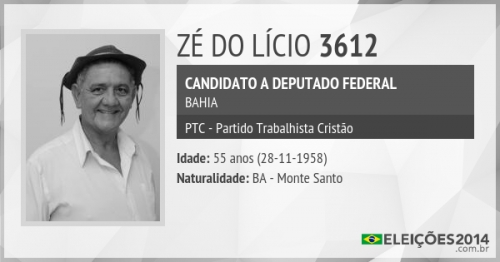 ZÉ DO LÍCIO 3612
CANDIDATO A DEPUTADO FEDERAL
BAHIA
PTC - Partido Trabalhista Cristão
Idade: 55 anos (28-11-1958)
Naturalidade: BA - Monte Santo
ELEIÇÕES2014
.com.br